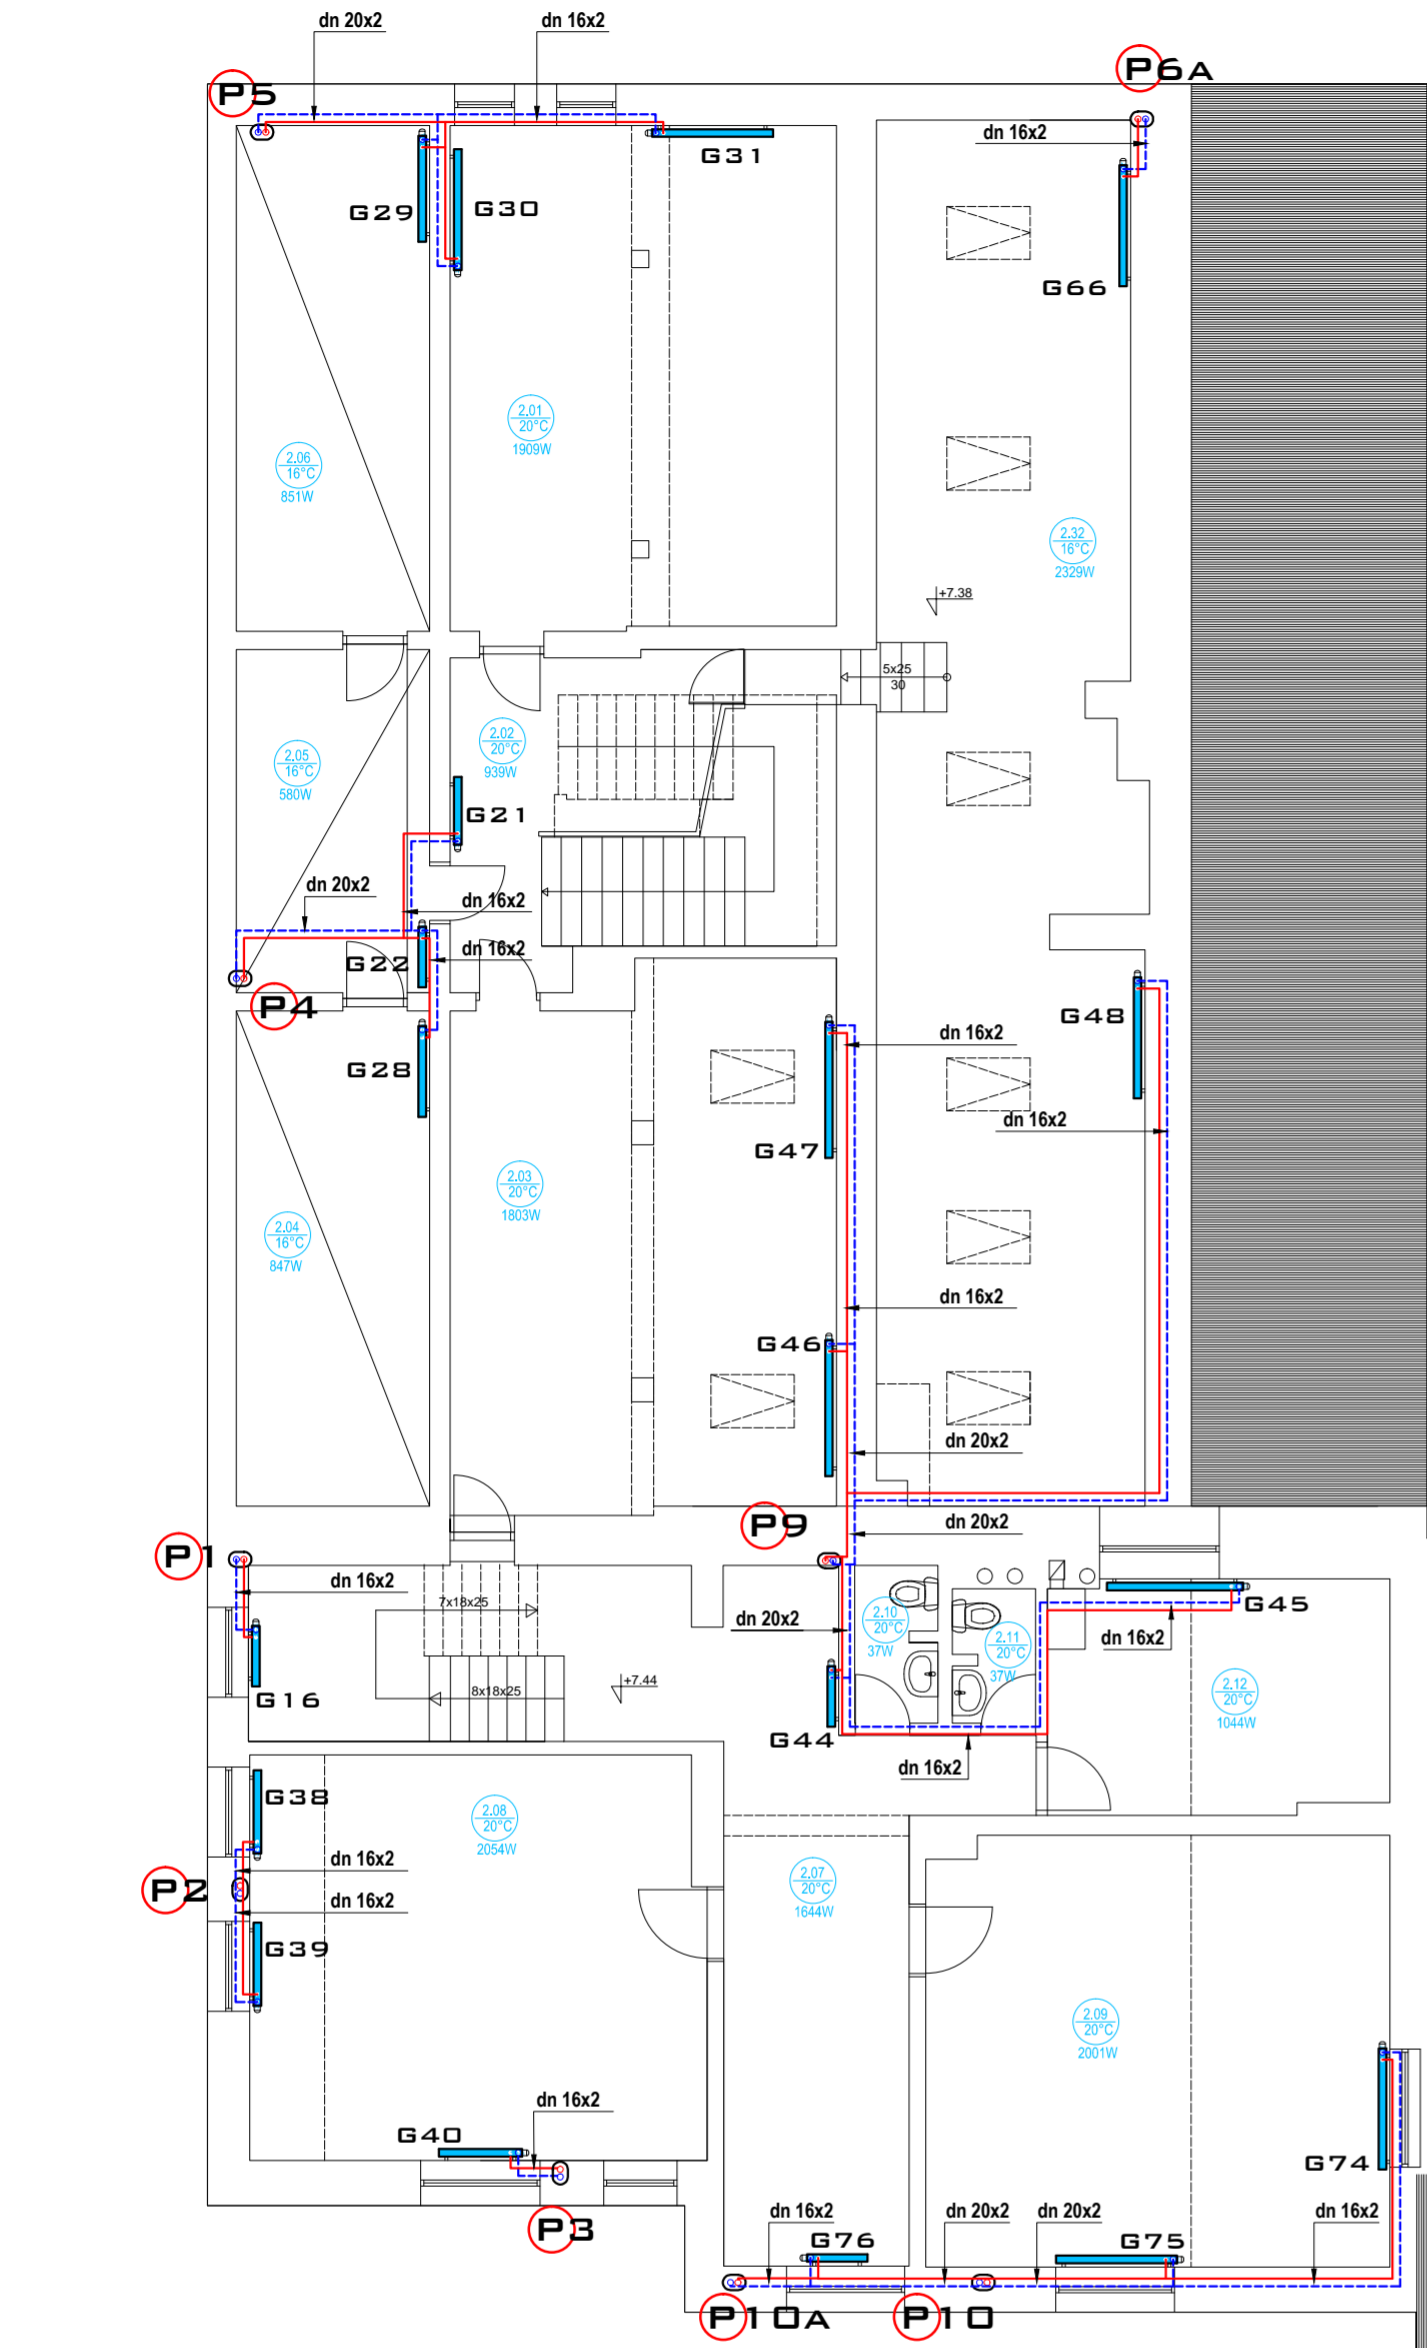 dn 20x2
dn 16x2
P5
P6A
dn 16x2
G31
G29
G30
G66
2.01
20°C
1909W
2.06
16°C
851W
2.32
16°C
2329W
+7.38
5x25
30
2.02
20°C
939W
2.05
16°C
580W
G21
dn 20x2
dn 16x2
dn 16x2
G22
P4
G48
dn 16x2
G28
dn 16x2
G47
2.03
20°C
1803W
2.04
16°C
847W
dn 16x2
G46
dn 20x2
P9
dn 20x2
P1
dn 16x2
7x18x25
dn 20x2
2.10
20°C
37W
2.11
20°C
37W
G45
dn 16x2
+7.44
8x18x25
G16
2.12
20°C
1044W
G44
dn 16x2
G38
2.08
20°C
2054W
dn 16x2
P2
dn 16x2
2.07
20°C
1644W
G39
2.09
20°C
2001W
dn 16x2
G40
G74
P3
dn 16x2
dn 20x2
dn 20x2
dn 16x2
G76
G75
P10A
P10